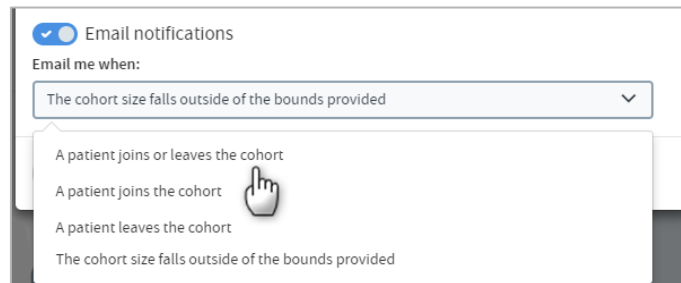 Email notifications
Email me when:
The cohort size falls outside of the bounds provided
A patient joins or leaves the cohort
A patient joins the cohort
A patient leaves the cohort
The cohort size falls outside of the bounds provided